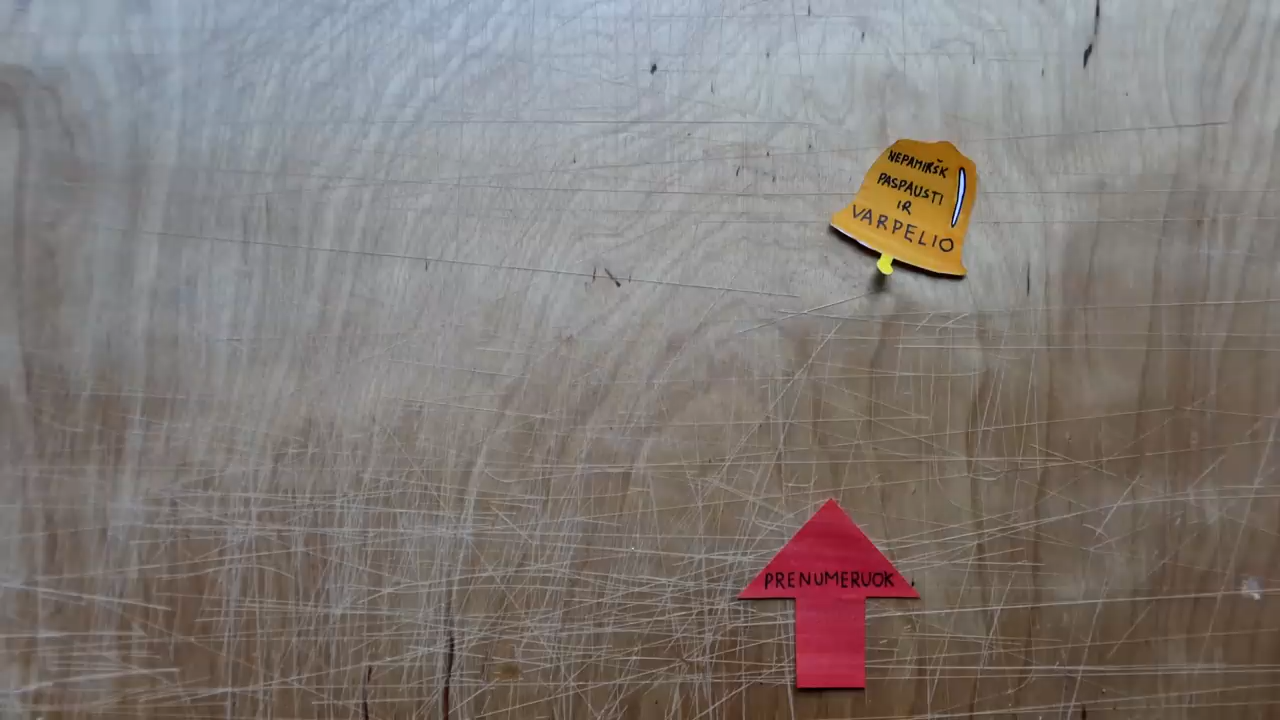 NEPAMIRŠK
PASPAUSTI
IR
VARPELIO
PRENUMERUOK